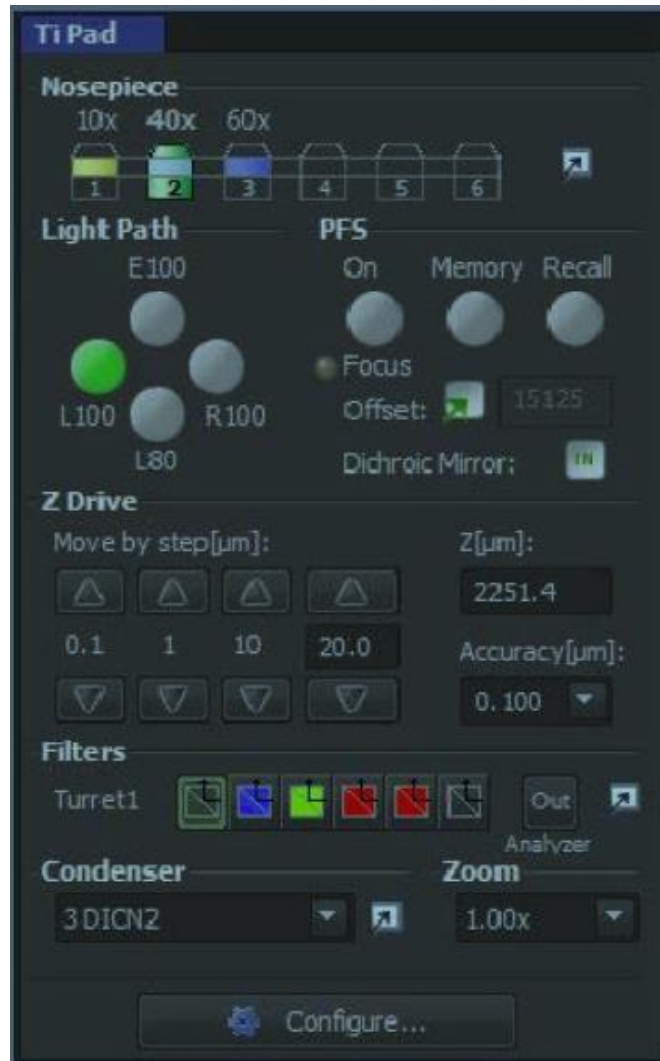 Ti Pad
Nosepiece
10x 40x 60x
1 2 3 4 5 6
Light Path
E100
L100 R100
L80
PFS
On Memory Recall
Focus
Offset: 15125
Dichroic Mirror: IN
Z Drive
Move by step[µm]: Z[µm]:
2251.4
0.1 1 10 20.0 Accuracy[µm]:
0.100
Filters
Turret1 Out
Analyzer
Condenser Zoom
3 DICN2 1.00x
Configure...